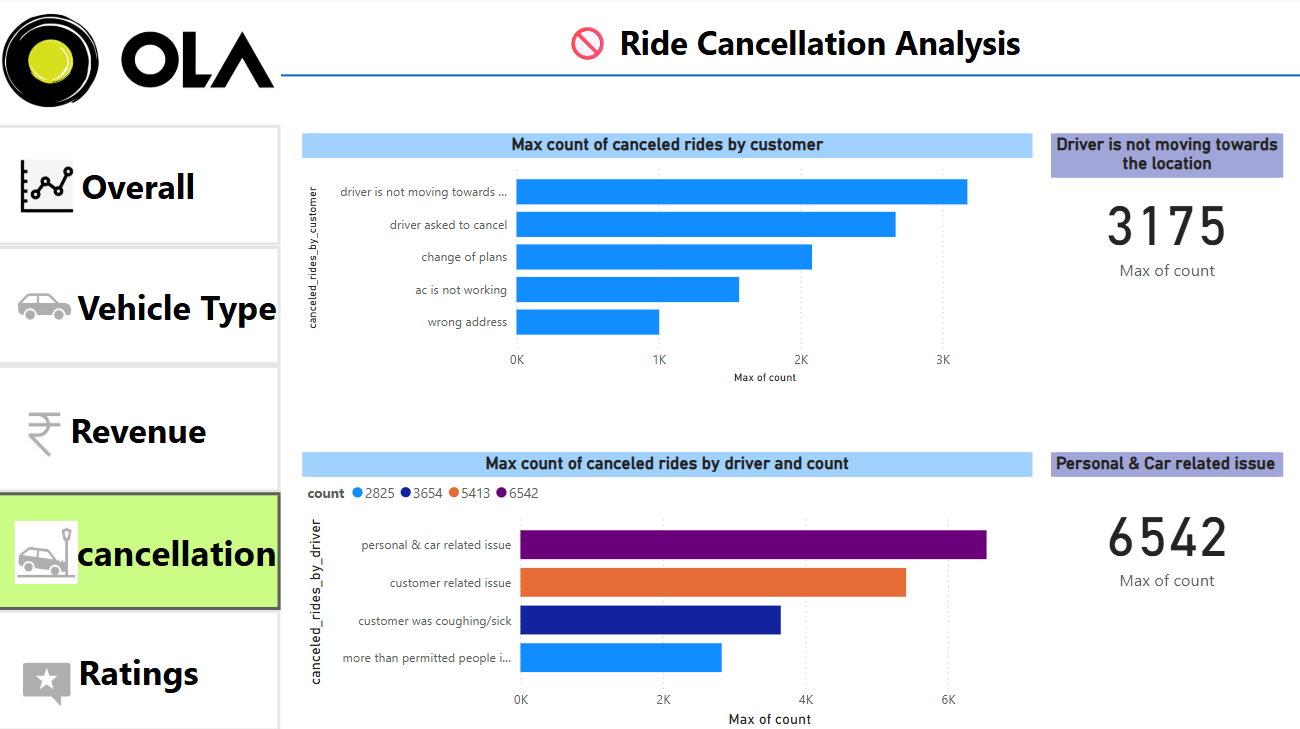 OLA
Ride Cancellation Analysis
Overall
Vehicle Type
Revenue
cancellation
Ratings
Max count of canceled rides by customer
canceled_rides_by_customer
driver is not moving towards ...
driver asked to cancel
change of plans
ac is not working
wrong address
0K 1K 2K 3K
Max of count
Driver is not moving towards
the location
3175
Max of count
Max count of canceled rides by driver and count
count 2825 3654 5413 6542
canceled_rides_by_driver
personal & car related issue
customer related issue
customer was coughing/sick
more than permitted people i...
0K 2K 4K 6K
Max of count
Personal & Car related issue
6542
Max of count